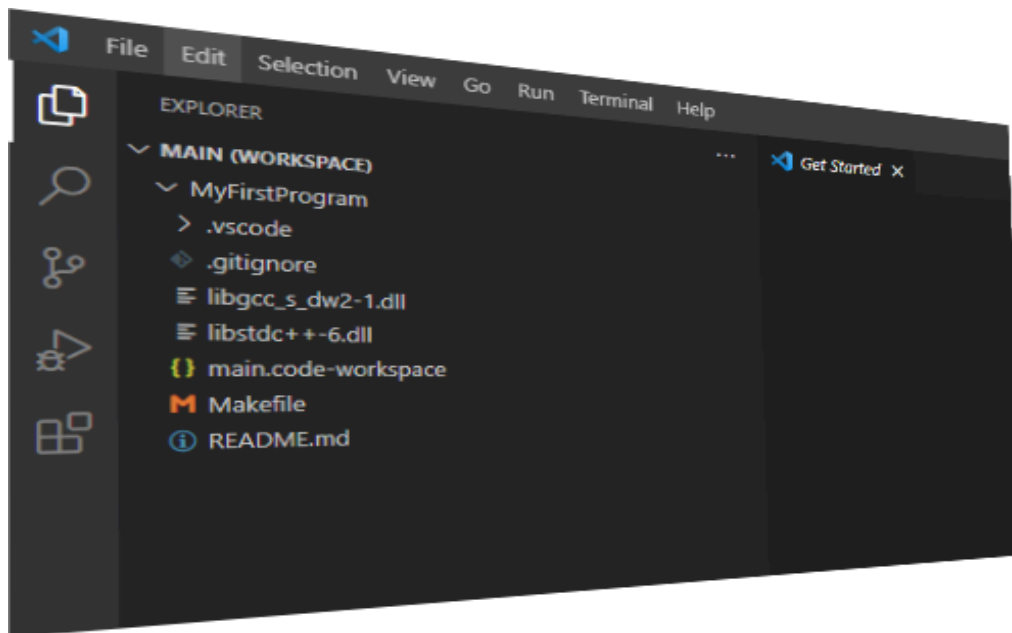 File Edit Selection View Go Run Terminal Help
EXPLORER
MAIN (WORKSPACE) ...
Get Started ×
MyFirstProgram
.vscode
.gitignore
libgcc_s_dw2-1.dll
libstdc++-6.dll
{} main.code-workspace
M Makefile
README.md